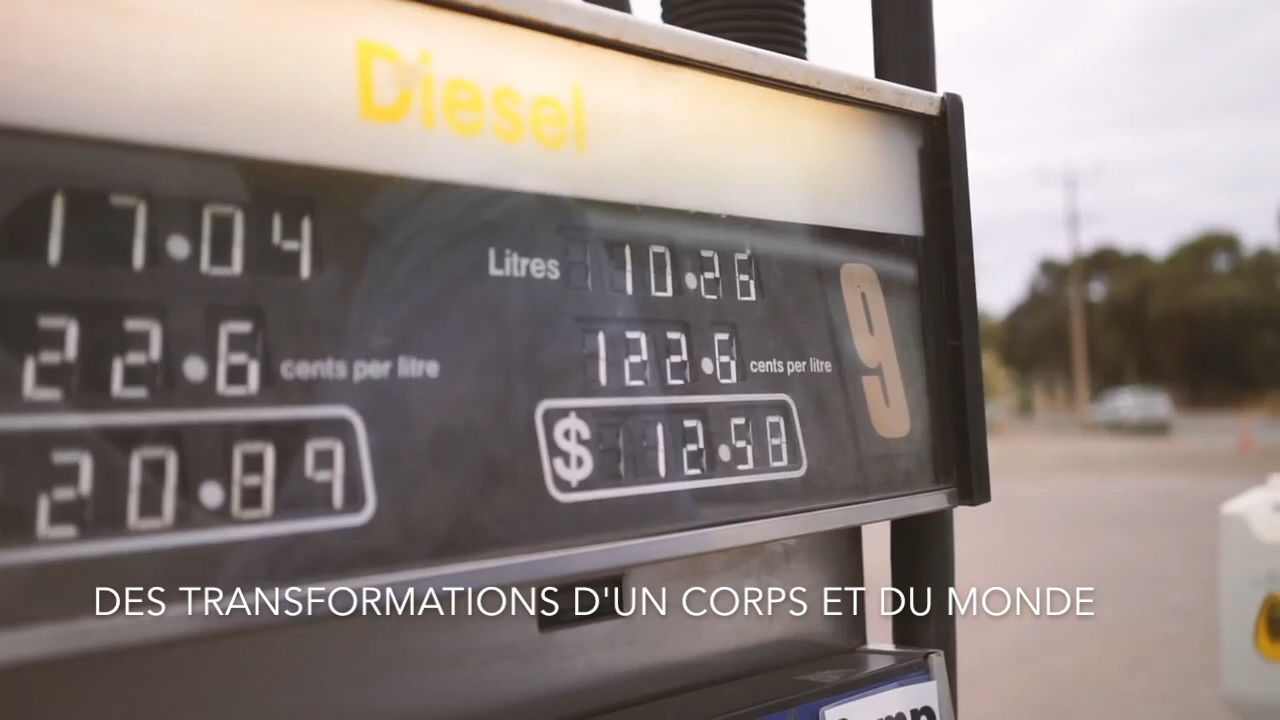 Diesel
17.04
Litres 10.26
22.6 cents per litre
122.6 cents per litre
9
20.89
$ 12.58
DES TRANSFORMATIONS D'UN CORPS ET DU MONDE